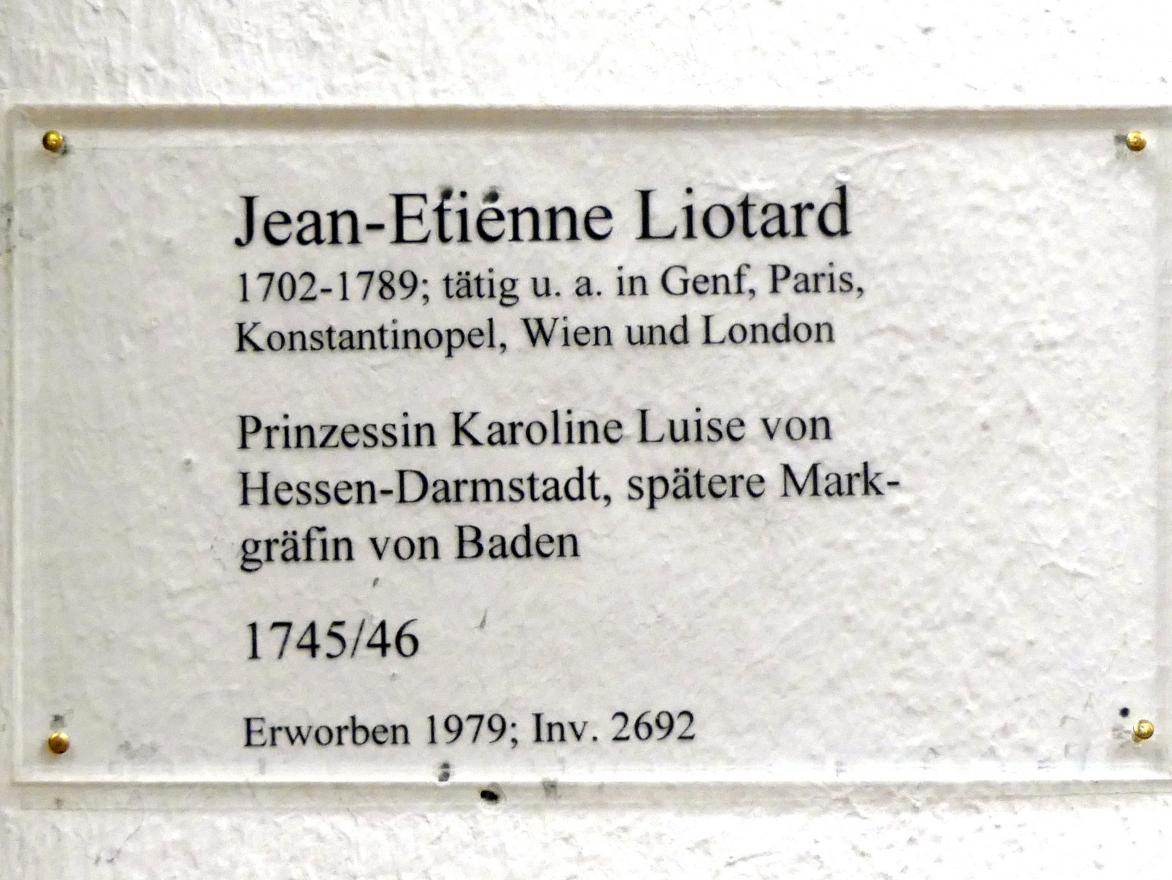 Jean-Etiénne Liotard
1702-1789; tätig u. a. in Genf, Paris,
Konstantinopel, Wien und London
Prinzessin Karoline Luise von
Hessen-Darmstadt, spätere Mark-
gräfin von Baden
1745/46
Erworben 1979; Inv. 2692